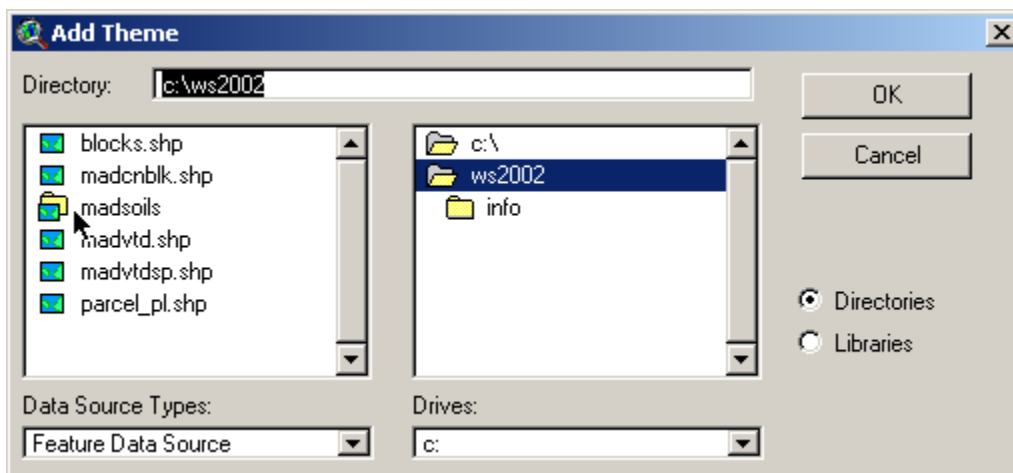 Add Theme
Directory: c:\ws2002
OK
Cancel
blocks.shp
madcnblk.shp
madsoils
madvtd.shp
madvtdsp.shp
parcel_pl.shp
c:\
ws2002
info
Directories
Libraries
Data Source Types:
Feature Data Source
Drives:
c: